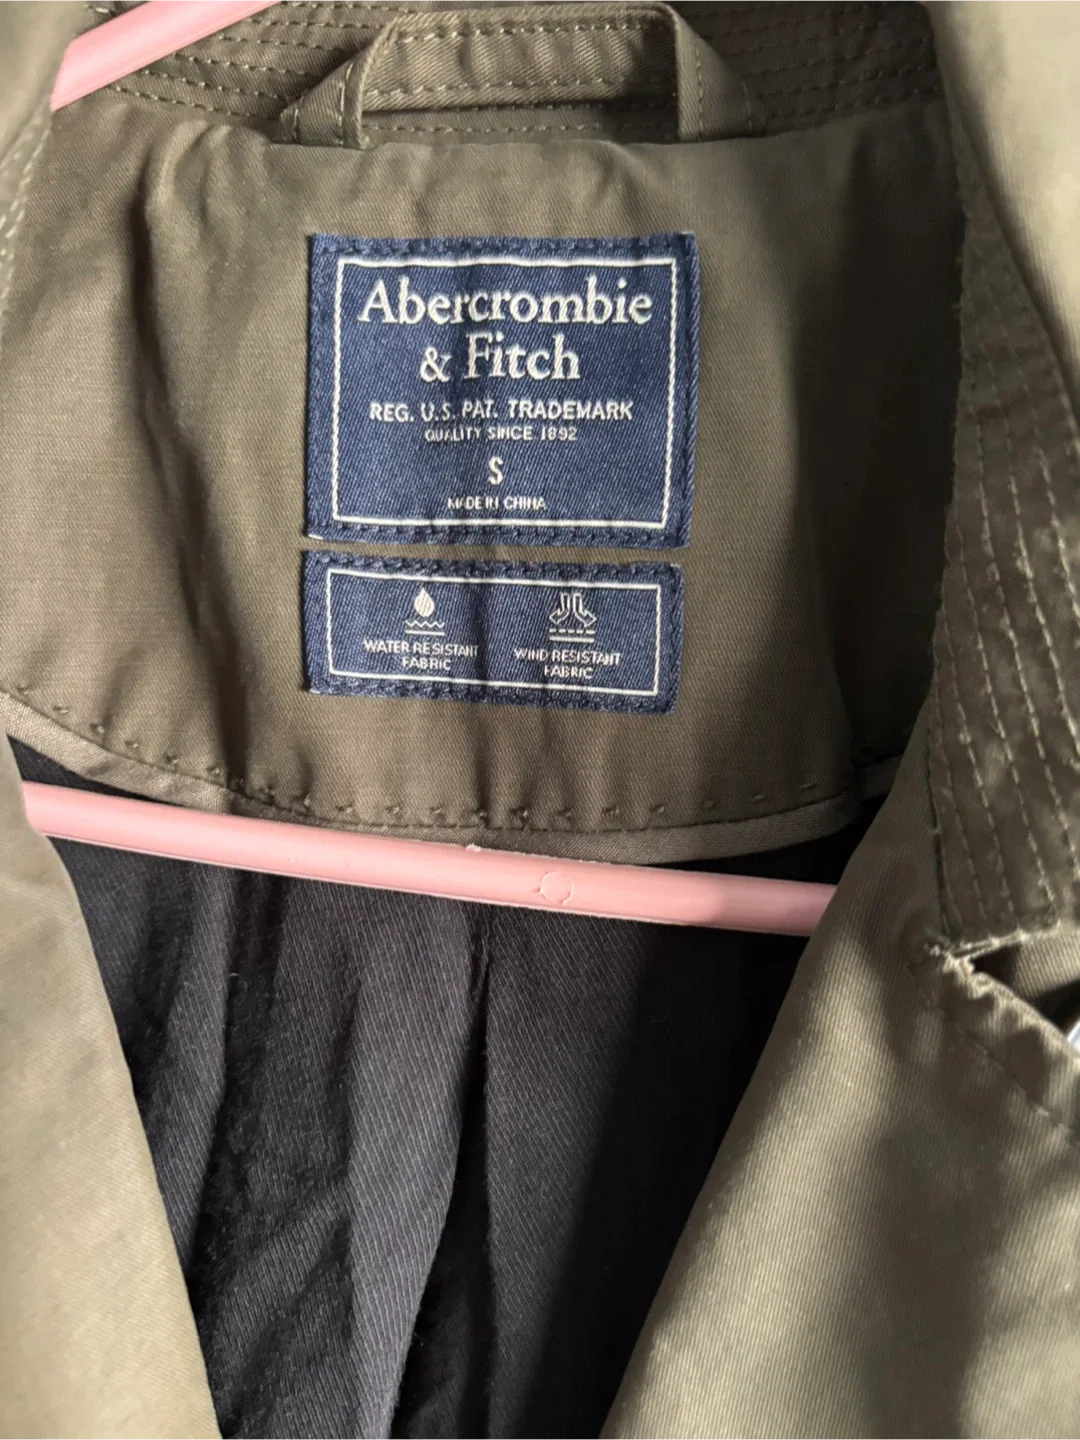 Abercrombie
& Fitch
REG. U.S. PAT. TRADEMARK
QUALITY SINCE 1892
S
MADE IN CHINA
WATER RESISTANT
FABRIC
WIND RESISTANT
FABRIC